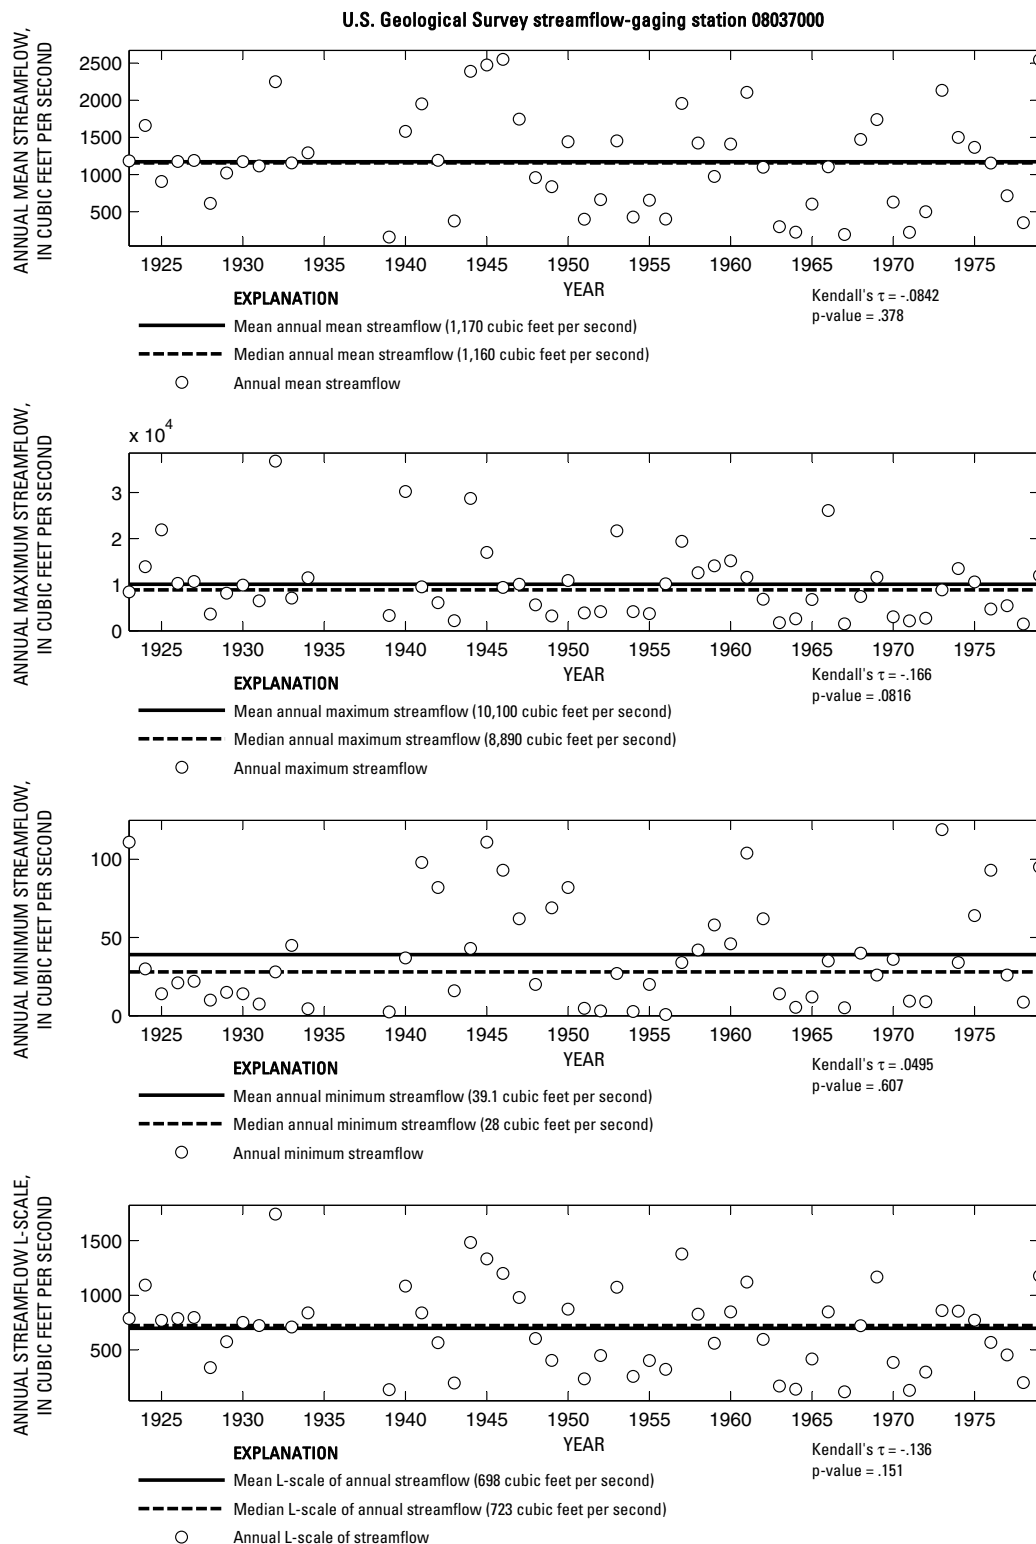 U.S. Geological Survey streamflow-gaging station 08037000
ANNUAL MEAN STREAMFLOW,
IN CUBIC FEET PER SECOND
2500
2000
1500
1000
500
1925 1930 1935 1940 1945 1950 1955 1960 1965 1970 1975
YEAR
Kendall's τ = -.0842
p-value = .378
EXPLANATION
Mean annual mean streamflow (1,170 cubic feet per second)
Median annual mean streamflow (1,160 cubic feet per second)
Annual mean streamflow
ANNUAL MAXIMUM STREAMFLOW,
IN CUBIC FEET PER SECOND
x 10^4
3
2
1
0
1925 1930 1935 1940 1945 1950 1955 1960 1965 1970 1975
YEAR
Kendall's τ = -.166
p-value = .0816
EXPLANATION
Mean annual maximum streamflow (10,100 cubic feet per second)
Median annual maximum streamflow (8,890 cubic feet per second)
Annual maximum streamflow
ANNUAL MINIMUM STREAMFLOW,
IN CUBIC FEET PER SECOND
100
50
0
1925 1930 1935 1940 1945 1950 1955 1960 1965 1970 1975
YEAR
Kendall's τ = .0495
p-value = .607
EXPLANATION
Mean annual minimum streamflow (39.1 cubic feet per second)
Median annual minimum streamflow (28 cubic feet per second)
Annual minimum streamflow
ANNUAL STREAMFLOW L-SCALE,
IN CUBIC FEET PER SECOND
1500
1000
500
1925 1930 1935 1940 1945 1950 1955 1960 1965 1970 1975
YEAR
Kendall's τ = -.136
p-value = .151
EXPLANATION
Mean L-scale of annual streamflow (698 cubic feet per second)
Median L-scale of annual streamflow (723 cubic feet per second)
Annual L-scale of streamflow